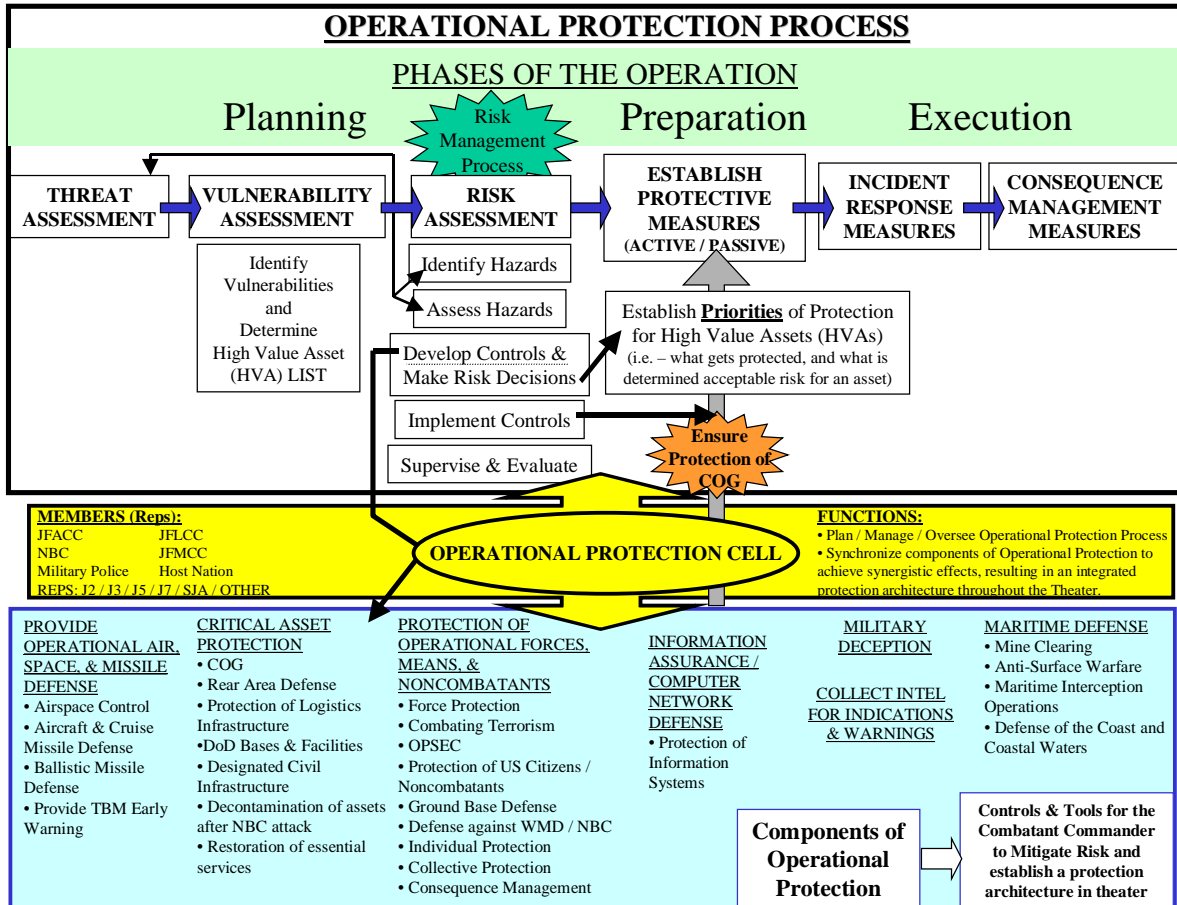 OPERATIONAL PROTECTION PROCESS
PHASES OF THE OPERATION
Planning
Risk
Management
Process
Preparation
Execution
THREAT
ASSESSMENT
VULNERABILITY
ASSESSMENT
RISK
ASSESSMENT
ESTABLISH
PROTECTIVE
MEASURES
(ACTIVE / PASSIVE)
INCIDENT
RESPONSE
MEASURES
CONSEQUENCE
MANAGEMENT
MEASURES
Identify
Vulnerabilities
and
Determine
High Value Asset
(HVA) LIST
Identify Hazards
Assess Hazards
Develop Controls &
Make Risk Decisions
Implement Controls
Supervise & Evaluate
Establish Priorities of Protection
for High Value Assets (HVAs)
(i.e. – what gets protected, and what is
determined acceptable risk for an asset)
Ensure
Protection of
COG
MEMBERS (Reps):
JFACC JFLCC
NBC JFMCC
Military Police Host Nation
REPS: J2 / J3 / J5 / J7 / SJA / OTHER
OPERATIONAL PROTECTION CELL
FUNCTIONS:
• Plan / Manage / Oversee Operational Protection Process
• Synchronize components of Operational Protection to
achieve synergistic effects, resulting in an integrated
protection architecture throughout the Theater.
PROVIDE
OPERATIONAL AIR,
SPACE, & MISSILE
DEFENSE
• Airspace Control
• Aircraft & Cruise
Missile Defense
• Ballistic Missile
Defense
• Provide TBM Early
Warning
CRITICAL ASSET
PROTECTION
• COG
• Rear Area Defense
• Protection of Logistics
Infrastructure
•DoD Bases & Facilities
• Designated Civil
Infrastructure
• Decontamination of assets
after NBC attack
• Restoration of essential
services
PROTECTION OF
OPERATIONAL FORCES,
MEANS, &
NONCOMBATANTS
• Force Protection
• Combating Terrorism
• OPSEC
• Protection of US Citizens /
Noncombatants
• Ground Base Defense
• Defense against WMD / NBC
• Individual Protection
• Collective Protection
• Consequence Management
INFORMATION
ASSURANCE /
COMPUTER
NETWORK
DEFENSE
• Protection of
Information
Systems
MILITARY
DECEPTION
COLLECT INTEL
FOR INDICATIONS
& WARNINGS
MARITIME DEFENSE
• Mine Clearing
• Anti-Surface Warfare
• Maritime Interception
Operations
• Defense of the Coast and
Coastal Waters
Components of
Operational
Protection
Controls & Tools for the
Combatant Commander
to Mitigate Risk and
establish a protection
architecture in theater